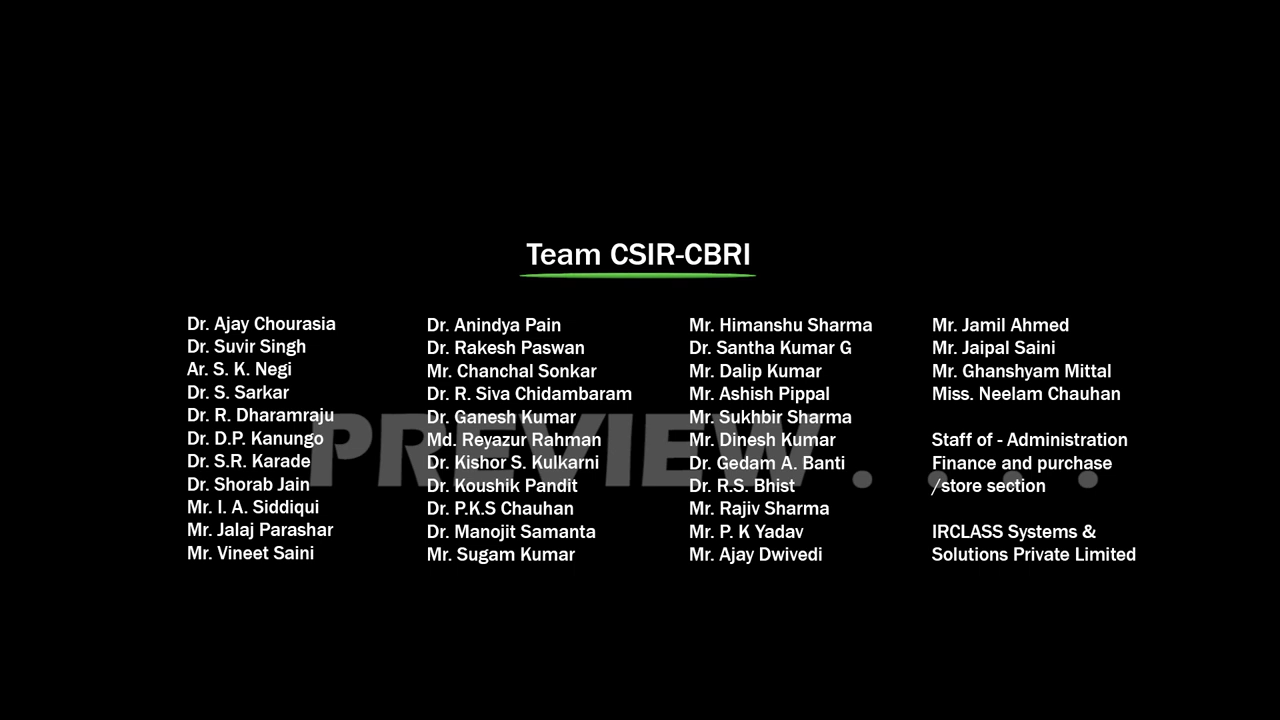 Team CSIR-CBRI
Dr. Ajay Chourasia
Dr. Suvir Singh
Ar. S. K. Negi
Dr. S. Sarkar
Dr. R. Dharamraju
Dr. D.P. Kanungo
Dr. S.R. Karade
Dr. Shorab Jain
Mr. I. A. Siddiqui
Mr. Jalaj Parashar
Mr. Vineet Saini
Dr. Anindya Pain
Dr. Rakesh Paswan
Mr. Chanchal Sonkar
Dr. R. Siva Chidambaram
Dr. Ganesh Kumar
Md. Reyazur Rahman
Dr. Kishor S. Kulkarni
Dr. Koushik Pandit
Dr. P.K.S Chauhan
Dr. Manojit Samanta
Mr. Sugam Kumar
Mr. Himanshu Sharma
Dr. Santha Kumar G
Mr. Dalip Kumar
Mr. Ashish Pippal
Mr. Sukhbir Sharma
Mr. Dinesh Kumar
Dr. Gedam A. Banti
Dr. R.S. Bhist
Mr. Rajiv Sharma
Mr. P. K Yadav
Mr. Ajay Dwivedi
Mr. Jamil Ahmed
Mr. Jaipal Saini
Mr. Ghanshyam Mittal
Miss. Neelam Chauhan
Staff of - Administration
Finance and purchase
/store section
IRCLASS Systems &
Solutions Private Limited
PREVIEW. . . . .